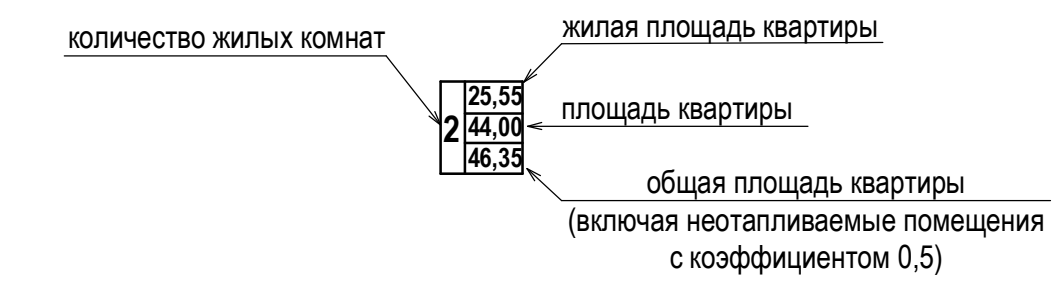 количество жилых комнат
жилая площадь квартиры
25,55
2
44,00
площадь квартиры
46,35
общая площадь квартиры
(включая неотапливаемые помещения
с коэффициентом 0,5)